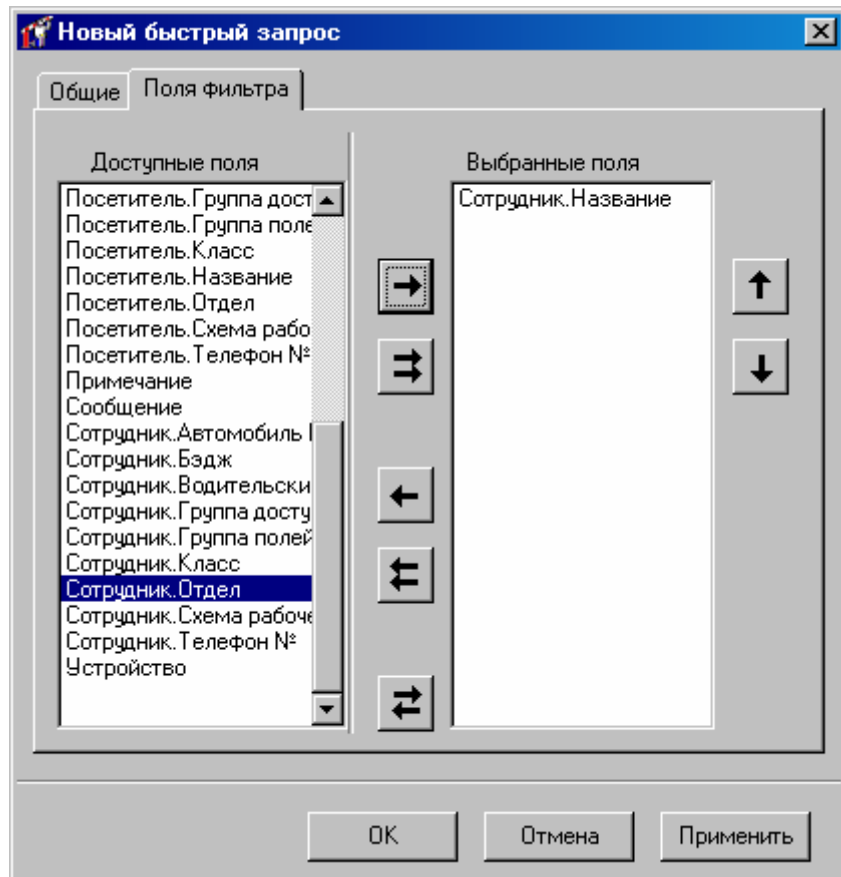 Новый быстрый запрос
Общие
Поля фильтра
Доступные поля
Посетитель.Группа дост
Посетитель.Группа поле
Посетитель.Класс
Посетитель.Название
Посетитель.Отдел
Посетитель.Схема рабо
Посетитель.Телефон №
Примечание
Сообщение
Сотрудник.Автомобиль
Сотрудник.Бэдж
Сотрудник.Водительски
Сотрудник.Группа досту
Сотрудник.Группа полей
Сотрудник.Класс
Сотрудник.Отдел
Сотрудник.Схема рабоче
Сотрудник.Телефон №
Устройство
Выбранные поля
Сотрудник.Название
OK
Отмена
Применить